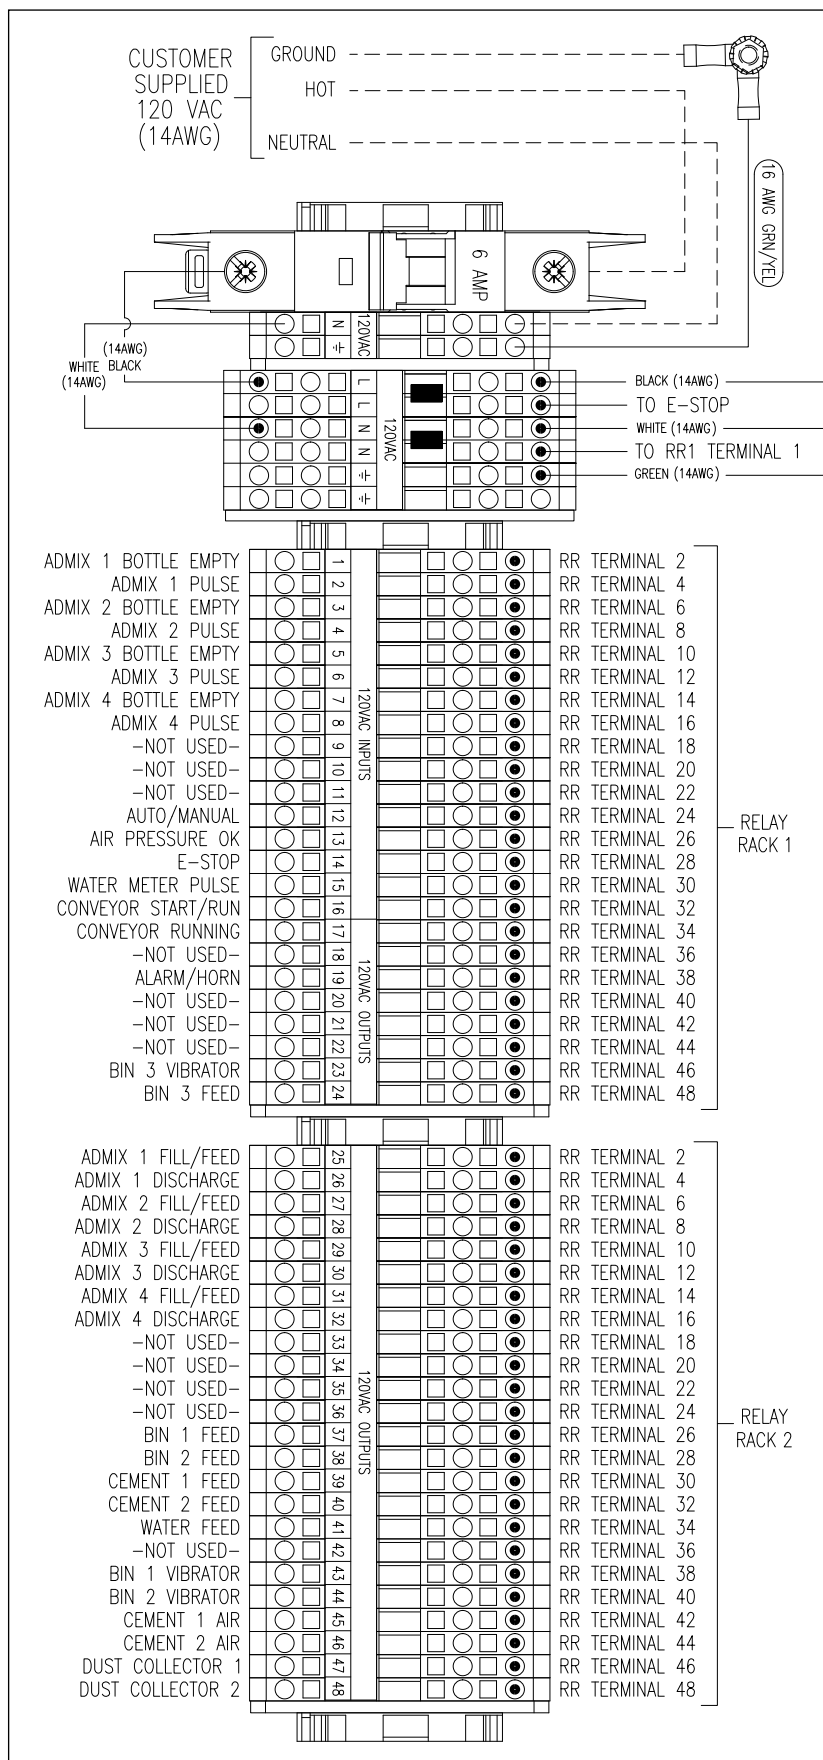 CUSTOMER
SUPPLIED
120 VAC
(14AWG)
GROUND
HOT
NEUTRAL
16 AWG GRN/YEL
6 AMP
N
120VAC
(14AWG)
BLACK
WHITE
(14AWG)
L
L
N
N
120VAC
BLACK (14AWG)
TO E-STOP
WHITE (14AWG)
TO RR1 TERMINAL 1
GREEN (14AWG)
ADMIX 1 BOTTLE EMPTY 1 RR TERMINAL 2
ADMIX 1 PULSE 2 RR TERMINAL 4
ADMIX 2 BOTTLE EMPTY 3 RR TERMINAL 6
ADMIX 2 PULSE 4 RR TERMINAL 8
ADMIX 3 BOTTLE EMPTY 5 RR TERMINAL 10
ADMIX 3 PULSE 6 RR TERMINAL 12
ADMIX 4 BOTTLE EMPTY 7 RR TERMINAL 14
ADMIX 4 PULSE 8 RR TERMINAL 16
-NOT USED- 9 RR TERMINAL 18
-NOT USED- 10 RR TERMINAL 20
-NOT USED- 11 RR TERMINAL 22
AUTO/MANUAL 12 RR TERMINAL 24
AIR PRESSURE OK 13 RR TERMINAL 26
E-STOP 14 RR TERMINAL 28
WATER METER PULSE 15 RR TERMINAL 30
CONVEYOR START/RUN 16 RR TERMINAL 32
CONVEYOR RUNNING 17 RR TERMINAL 34
-NOT USED- 18 RR TERMINAL 36
ALARM/HORN 19 RR TERMINAL 38
-NOT USED- 20 RR TERMINAL 40
-NOT USED- 21 RR TERMINAL 42
-NOT USED- 22 RR TERMINAL 44
BIN 3 VIBRATOR 23 RR TERMINAL 46
BIN 3 FEED 24 RR TERMINAL 48
120VAC INPUTS
120VAC OUTPUTS
RELAY
RACK 1
ADMIX 1 FILL/FEED 25 RR TERMINAL 2
ADMIX 1 DISCHARGE 26 RR TERMINAL 4
ADMIX 2 FILL/FEED 27 RR TERMINAL 6
ADMIX 2 DISCHARGE 28 RR TERMINAL 8
ADMIX 3 FILL/FEED 29 RR TERMINAL 10
ADMIX 3 DISCHARGE 30 RR TERMINAL 12
ADMIX 4 FILL/FEED 31 RR TERMINAL 14
ADMIX 4 DISCHARGE 32 RR TERMINAL 16
-NOT USED- 33 RR TERMINAL 18
-NOT USED- 34 RR TERMINAL 20
-NOT USED- 35 RR TERMINAL 22
-NOT USED- 36 RR TERMINAL 24
BIN 1 FEED 37 RR TERMINAL 26
BIN 2 FEED 38 RR TERMINAL 28
CEMENT 1 FEED 39 RR TERMINAL 30
CEMENT 2 FEED 40 RR TERMINAL 32
WATER FEED 41 RR TERMINAL 34
-NOT USED- 42 RR TERMINAL 36
BIN 1 VIBRATOR 43 RR TERMINAL 38
BIN 2 VIBRATOR 44 RR TERMINAL 40
CEMENT 1 AIR 45 RR TERMINAL 42
CEMENT 2 AIR 46 RR TERMINAL 44
DUST COLLECTOR 1 47 RR TERMINAL 46
DUST COLLECTOR 2 48 RR TERMINAL 48
120VAC OUTPUTS
RELAY
RACK 2